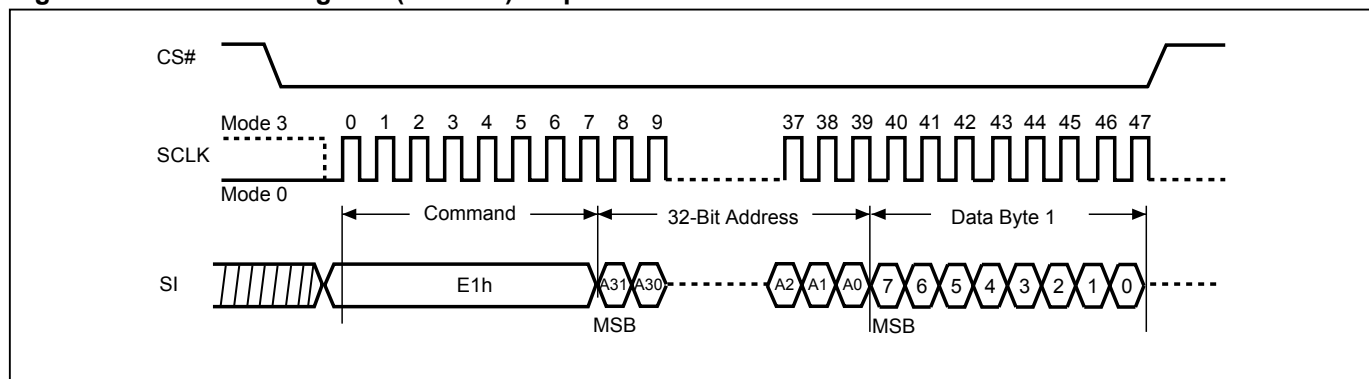 CS#
Mode 3 0 1 2 3 4 5 6 7 8 9 37 38 39 40 41 42 43 44 45 46 47
SCLK
Mode 0
Command 32-Bit Address Data Byte 1
SI E1h A31 A30 A2 A1 A0 7 6 5 4 3 2 1 0
MSB MSB